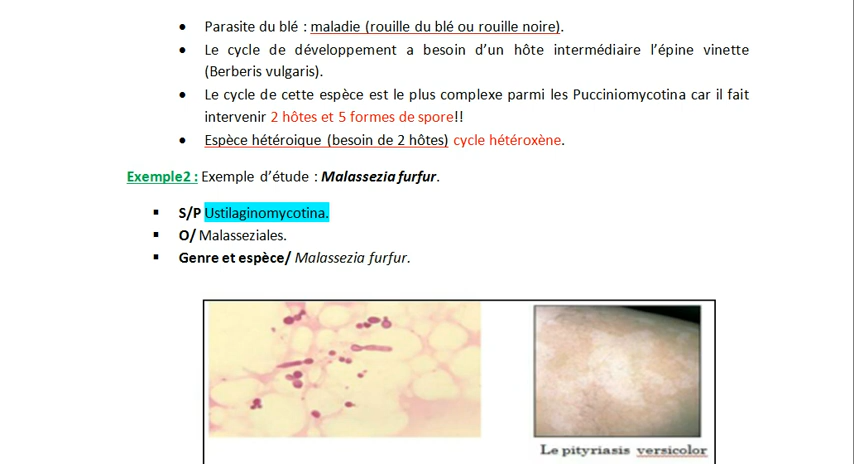 • Parasite du blé : maladie (rouille du blé ou rouille noire).
• Le cycle de développement a besoin d’un hôte intermédiaire l’épine vinette
(Berberis vulgaris).
• Le cycle de cette espèce est le plus complexe parmi les Pucciniomycotina car il fait
intervenir 2 hôtes et 5 formes de spore!!
• Espèce hétéroique (besoin de 2 hôtes) cycle hétéroxène.
Exemple2 : Exemple d’étude : Malassezia furfur.
▪ S/P Ustilaginomycotina.
▪ O/ Malasseziales.
▪ Genre et espèce/ Malassezia furfur.
Le pityriasis versicolor